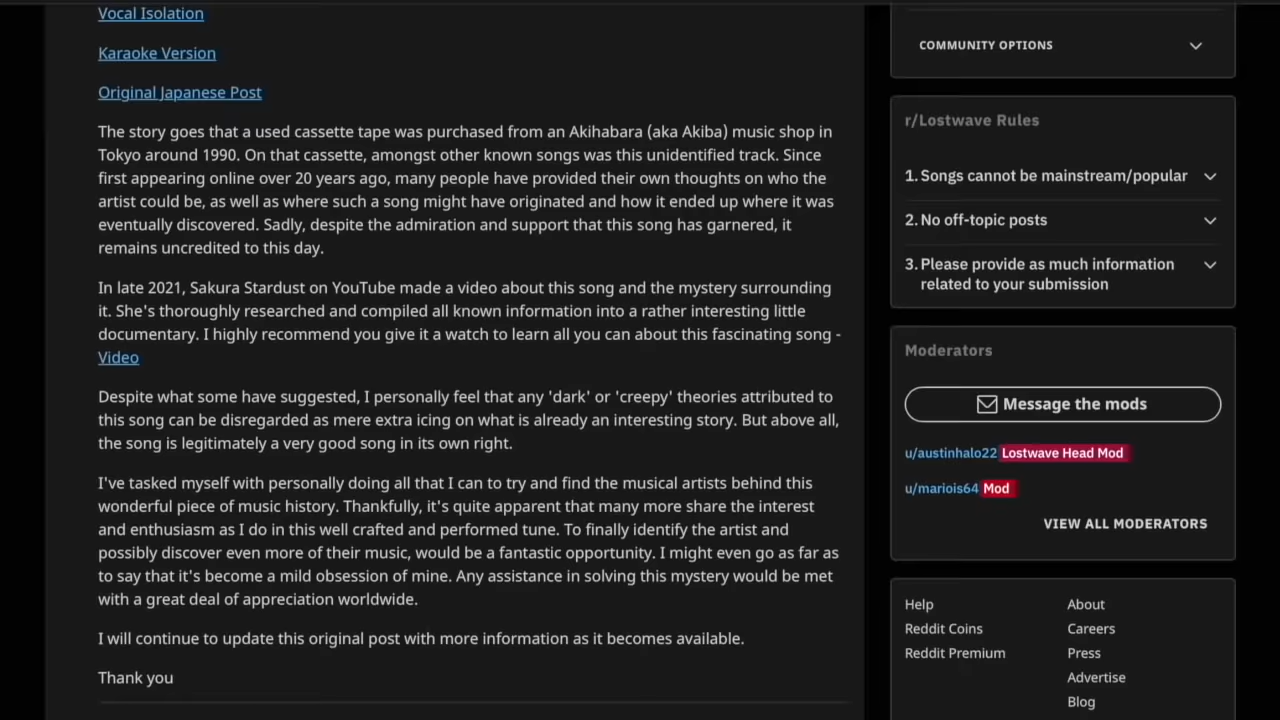 Vocal Isolation
Karaoke Version
Original Japanese Post
The story goes that a used cassette tape was purchased from an Akihabara (aka Akiba) music shop in
Tokyo around 1990. On that cassette, amongst other known songs was this unidentified track. Since
first appearing online over 20 years ago, many people have provided their own thoughts on who the
artist could be, as well as where such a song might have originated and how it ended up where it was
eventually discovered. Sadly, despite the admiration and support that this song has garnered, it
remains uncredited to this day.
In late 2021, Sakura Stardust on YouTube made a video about this song and the mystery surrounding
it. She's thoroughly researched and compiled all known information into a rather interesting little
documentary. I highly recommend you give it a watch to learn all you can about this fascinating song -
Video
Despite what some have suggested, I personally feel that any 'dark' or 'creepy' theories attributed to
this song can be disregarded as mere extra icing on what is already an interesting story. But above all,
the song is legitimately a very good song in its own right.
I've tasked myself with personally doing all that I can to try and find the musical artists behind this
wonderful piece of music history. Thankfully, it's quite apparent that many more share the interest
and enthusiasm as I do in this well crafted and performed tune. To finally identify the artist and
possibly discover even more of their music, would be a fantastic opportunity. I might even go as far as
to say that it's become a mild obsession of mine. Any assistance in solving this mystery would be met
with a great deal of appreciation worldwide.
I will continue to update this original post with more information as it becomes available.
Thank you
COMMUNITY OPTIONS
r/Lostwave Rules
1. Songs cannot be mainstream/popular
2. No off-topic posts
3. Please provide as much information
related to your submission
Moderators
Message the mods
u/austinhalo22 Lostwave Head Mod
u/mariois64 Mod
VIEW ALL MODERATORS
Help
Reddit Coins
Reddit Premium
About
Careers
Press
Advertise
Blog